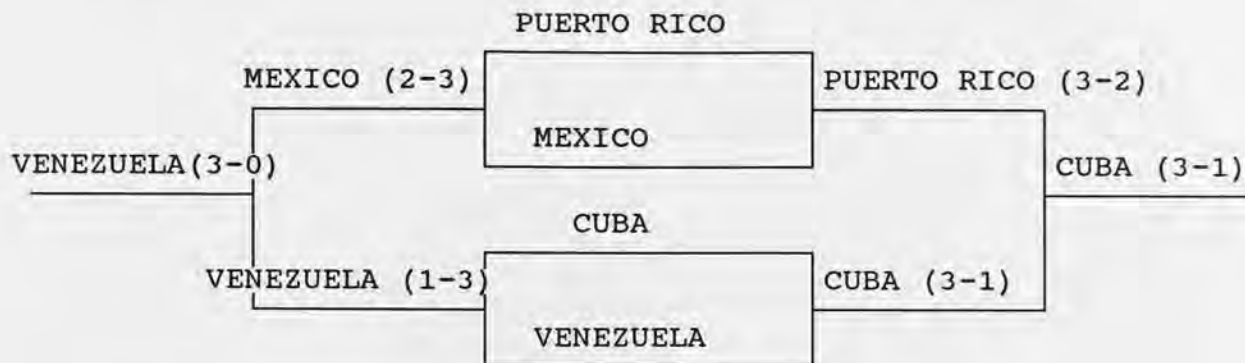 PUERTO RICO
MEXICO (2-3)
PUERTO RICO (3-2)
MEXICO
VENEZUELA(3-0)
CUBA (3-1)
CUBA
VENEZUELA (1-3)
CUBA (3-1)
VENEZUELA